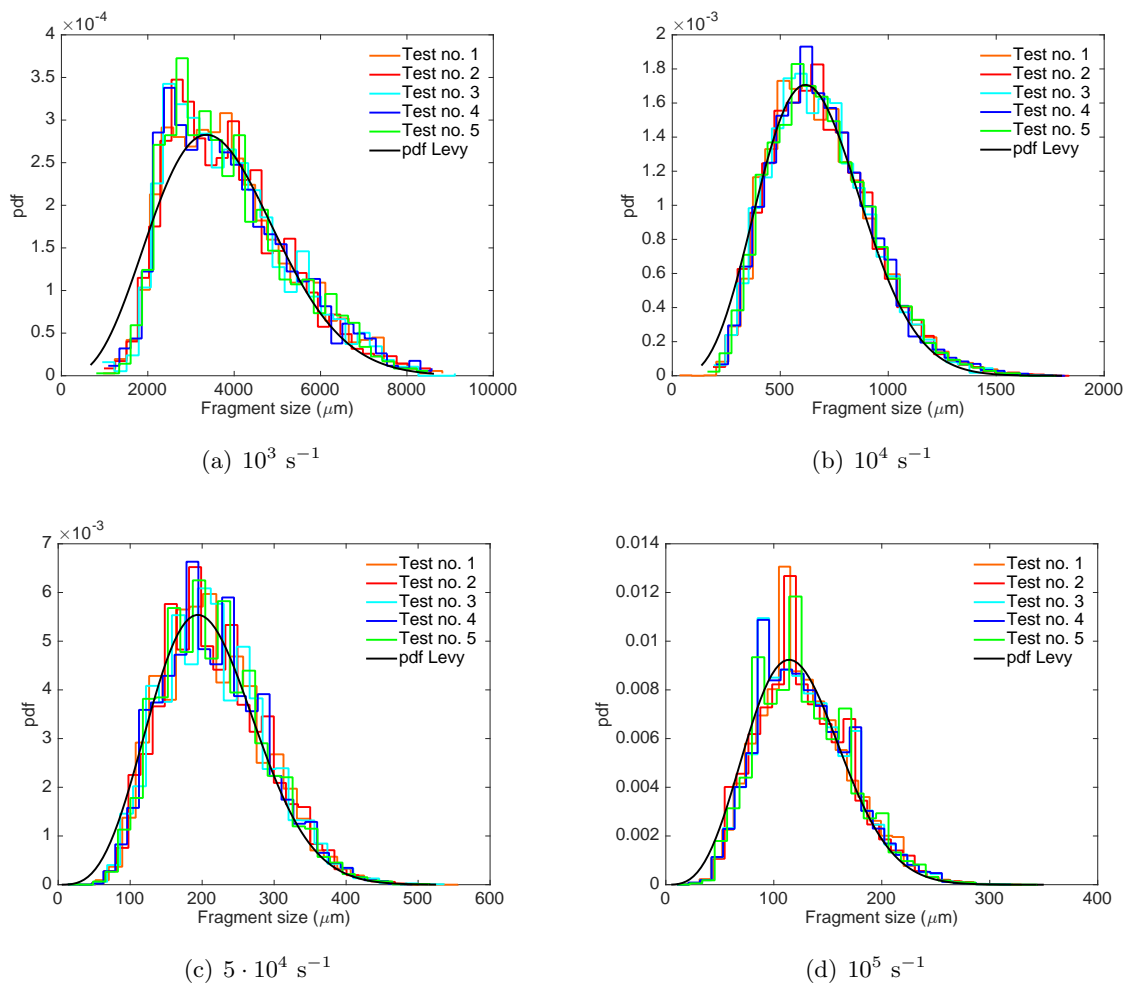 ×10-4
4
3.5
3
2.5
2
1.5
1
0.5
0
pdf
Test no. 1
Test no. 2
Test no. 3
Test no. 4
Test no. 5
pdf Levy
0 2000 4000 6000 8000 10000
Fragment size (μm)
(a) 10³ s⁻¹
×10-3
2
1.8
1.6
1.4
1.2
1
0.8
0.6
0.4
0.2
0
pdf
Test no. 1
Test no. 2
Test no. 3
Test no. 4
Test no. 5
pdf Levy
0 500 1000 1500 2000
Fragment size (μm)
(b) 10⁴ s⁻¹
×10-3
7
6
5
4
3
2
1
0
pdf
Test no. 1
Test no. 2
Test no. 3
Test no. 4
Test no. 5
pdf Levy
0 100 200 300 400 500 600
Fragment size (μm)
(c) 5 · 10⁴ s⁻¹
0.014
0.012
0.01
0.008
0.006
0.004
0.002
0
pdf
Test no. 1
Test no. 2
Test no. 3
Test no. 4
Test no. 5
pdf Levy
0 100 200 300 400
Fragment size (μm)
(d) 10⁵ s⁻¹